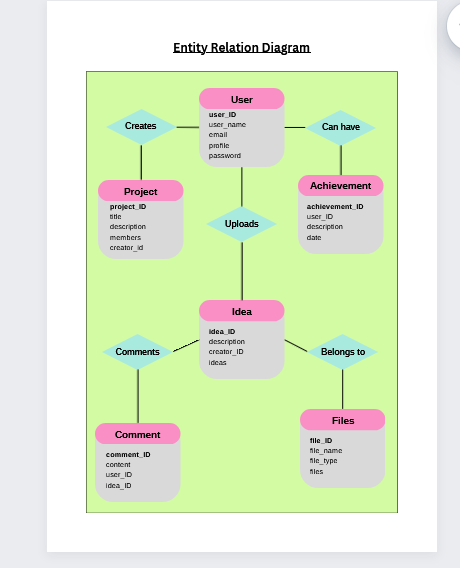 Entity Relation Diagram
User
user_ID
user_name
email
profile
password
Creates
Can have
Project
project_ID
title
description
members
creator_id
Achievement
achievement_ID
user_ID
description
date
Uploads
Idea
idea_ID
description
creator_ID
ideas
Comments
Belongs to
Comment
comment_ID
content
user_ID
idea_ID
Files
file_ID
file_name
file_type
files